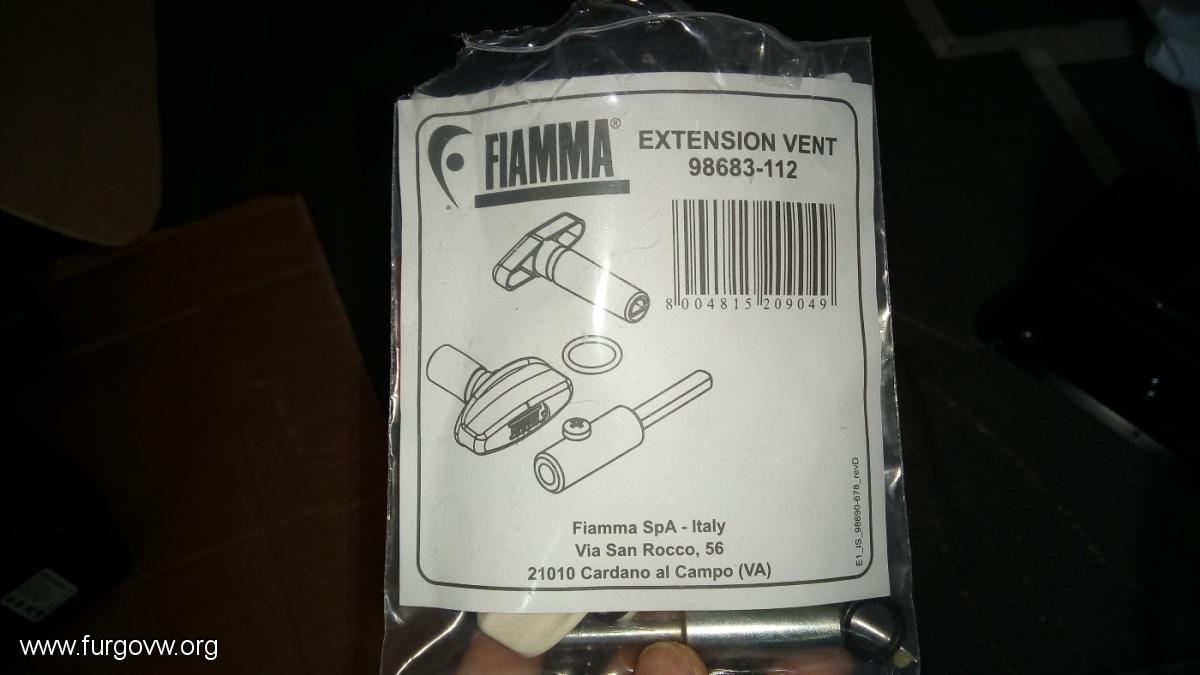 FIAMMA®
EXTENSION VENT
98683-112
8 004815 209049
Fiamma SpA - Italy
Via San Rocco, 56
21010 Cardano al Campo (VA)
E1_IS_98690-678_revD
www.furgovw.org